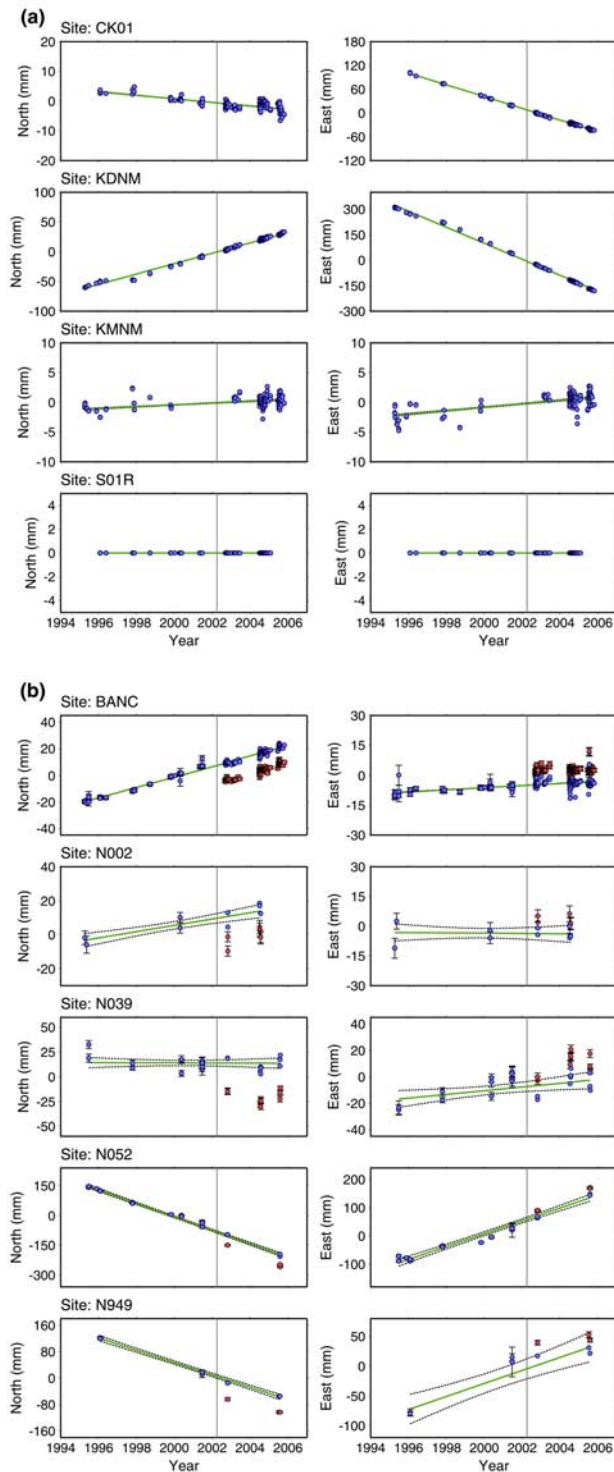 (a)
Site: CK01
North (mm)
20
10
0
-10
-20
East (mm)
180
120
60
0
-60
-120
Site: KDNM
North (mm)
100
50
0
-50
-100
East (mm)
300
150
0
-150
-300
Site: KMNM
North (mm)
10
5
0
-5
-10
East (mm)
10
5
0
-5
-10
Site: S01R
North (mm)
4
2
0
-2
-4
East (mm)
4
2
0
-2
-4
1994 1996 1998 2000 2002 2004 2006
Year
1994 1996 1998 2000 2002 2004 2006
Year
(b)
Site: BANC
North (mm)
40
20
0
-20
-40
East (mm)
30
15
0
-15
-30
Site: N002
North (mm)
40
20
0
-20
East (mm)
30
15
0
-15
-30
Site: N039
North (mm)
50
25
0
-25
-50
East (mm)
40
20
0
-20
-40
Site: N052
North (mm)
150
0
-150
-300
East (mm)
200
100
0
-100
Site: N949
North (mm)
160
80
0
-80
-160
East (mm)
50
0
-50
-100
1994 1996 1998 2000 2002 2004 2006
Year
1994 1996 1998 2000 2002 2004 2006
Year